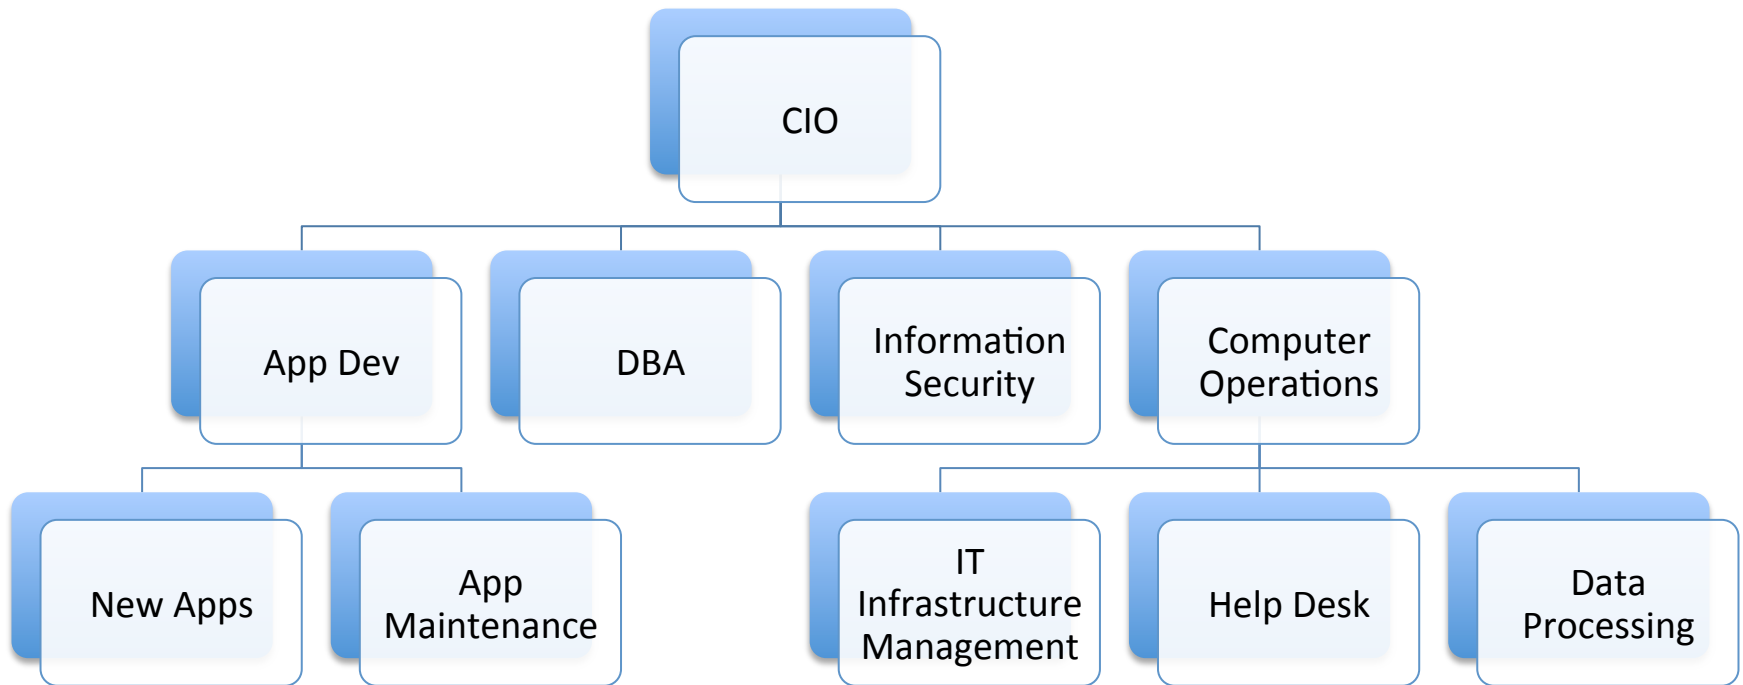 CIO
App Dev
DBA
Information
Security
Computer
Operations
New Apps
App
Maintenance
IT
Infrastructure
Management
Help Desk
Data
Processing